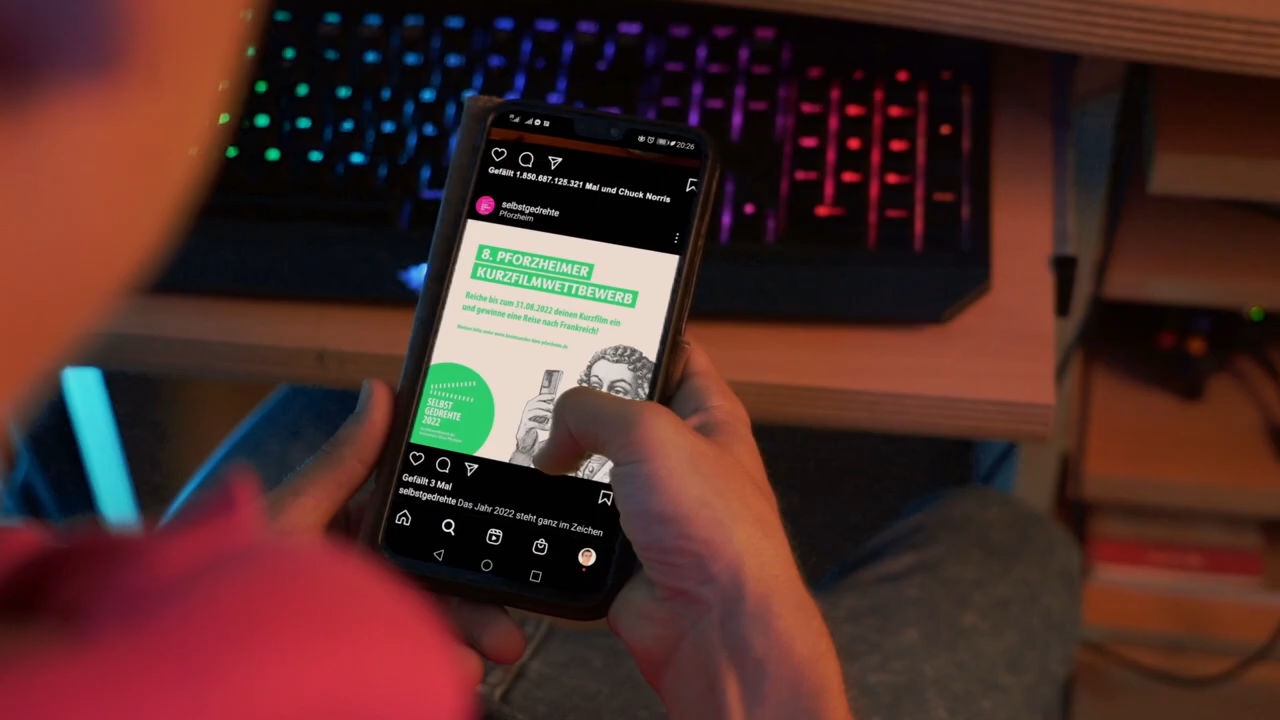 20:26
Gefällt 1.850.687.125.321 Mal und Chuck Norris
selbstgedrehte
Pforzheim
8. PFORZHEIMER
KURZFILMWETTBEWERB
Reiche bis zum 31.08.2022 deinen Kurzfilm ein
und gewinne eine Reise nach Frankreich!
SELBST
GEDREHTE
2022
Gefällt 3 Mal
selbstgedrehte Das Jahr 2022 steht ganz im Zeichen